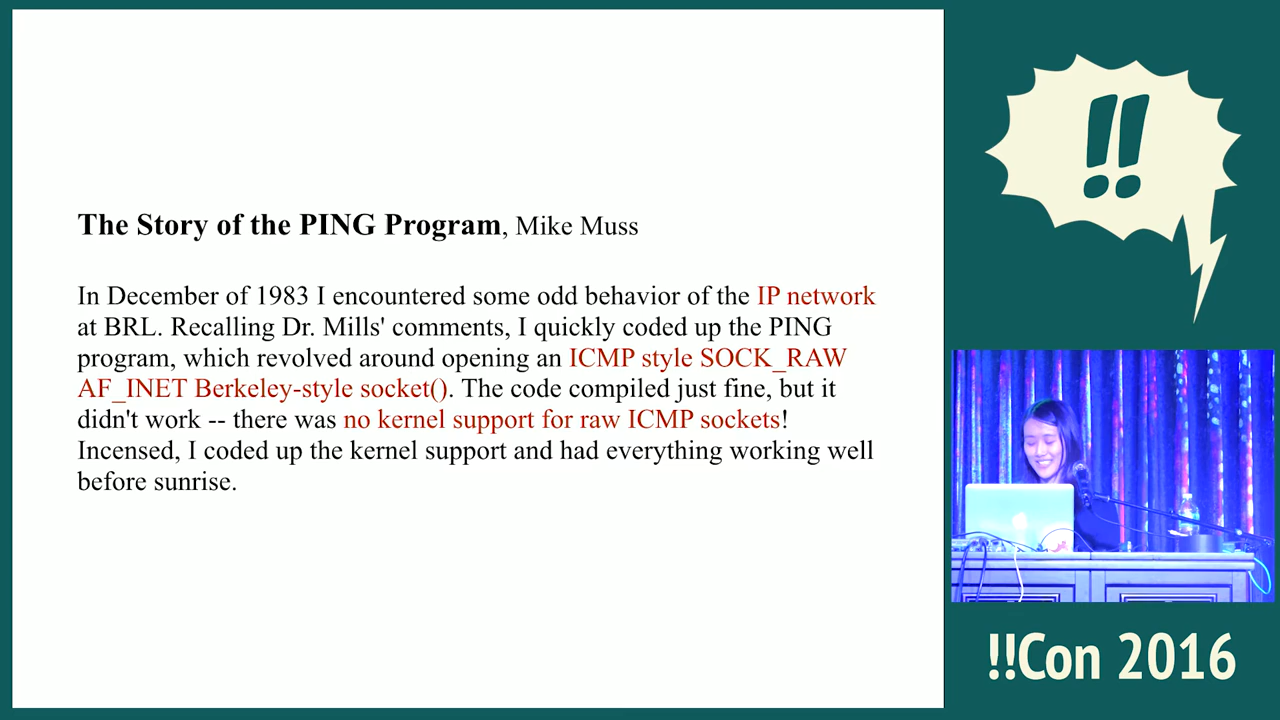 The Story of the PING Program, Mike Muss
In December of 1983 I encountered some odd behavior of the IP network
at BRL. Recalling Dr. Mills' comments, I quickly coded up the PING
program, which revolved around opening an ICMP style SOCK_RAW
AF_INET Berkeley-style socket(). The code compiled just fine, but it
didn't work -- there was no kernel support for raw ICMP sockets!
Incensed, I coded up the kernel support and had everything working well
before sunrise.
!!
!!Con 2016